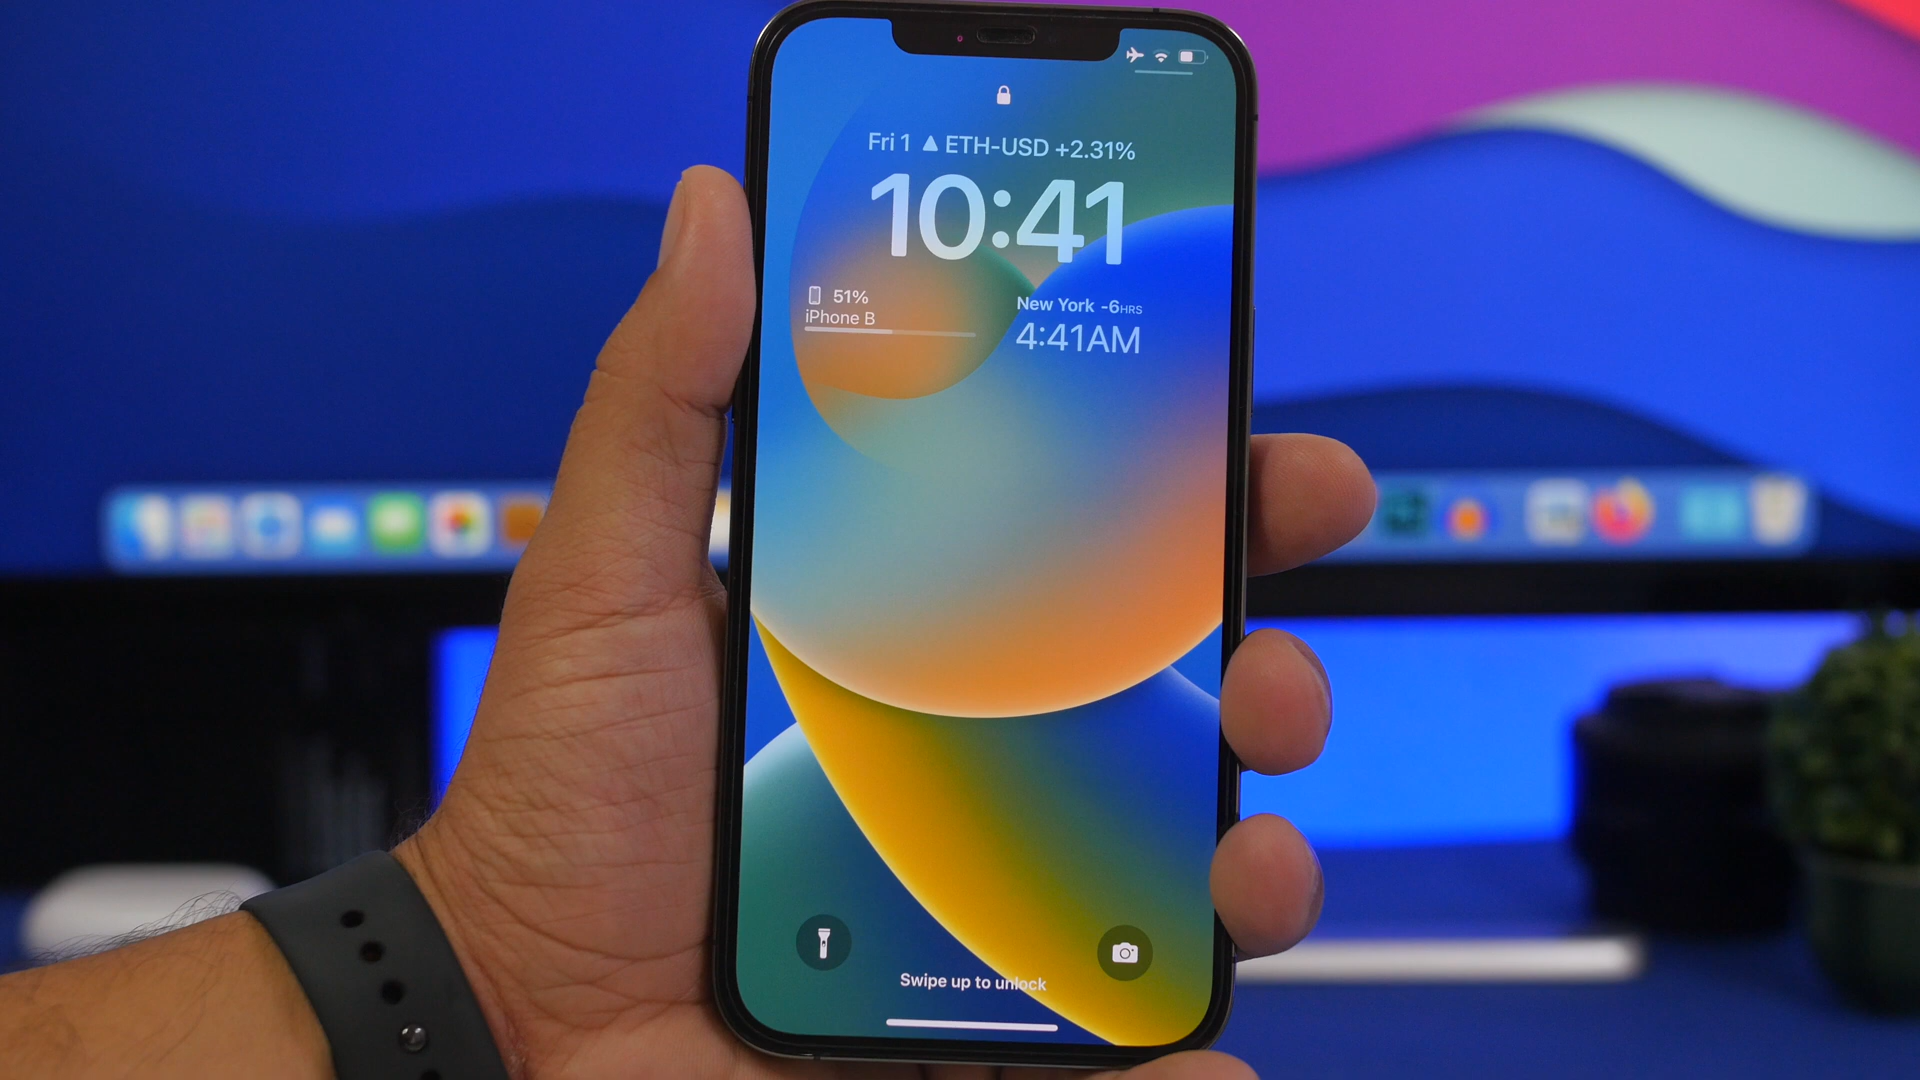 Fri 1 ▲ ETH-USD +2.31%
10:41
51%
iPhone B
New York -6HRS
4:41AM
Swipe up to unlock